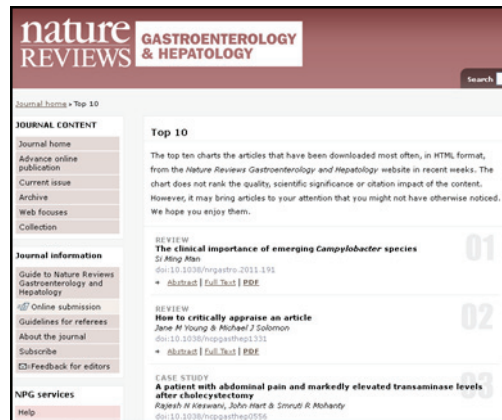 nature
REVIEWS
GASTROENTEROLOGY
& HEPATOLOGY
Search
Journal home ▸ Top 10
JOURNAL CONTENT
Journal home
Advance online
publication
Current issue
Archive
Web focuses
Collection
Journal information
Guide to Nature Reviews
Gastroenterology and
Hepatology
Online submission
Guidelines for referees
About the journal
Subscribe
Feedback for editors
NPG services
Help
Top 10
The top ten charts the articles that have been downloaded most often, in HTML format,
from the Nature Reviews Gastroenterology and Hepatology website in recent weeks. The
chart does not rank the quality, scientific significance or citation impact of the content.
However, it may bring articles to your attention that you might not have otherwise noticed.
We hope you enjoy them.
REVIEW
01
The clinical importance of emerging Campylobacter species
Si Ming Man
doi:10.1038/nrgastro.2011.191
Abstract | Full Text | PDF
REVIEW
02
How to critically appraise an article
Jane M Young & Michael J Solomon
doi:10.1038/ncpgasthep1331
Abstract | Full Text | PDF
CASE STUDY
03
A patient with abdominal pain and markedly elevated transaminase levels
after cholecystectomy
Rajesh N Keswani, John Hart & Smruti R Mohanty
doi:10.1038/ncpgasthep0556